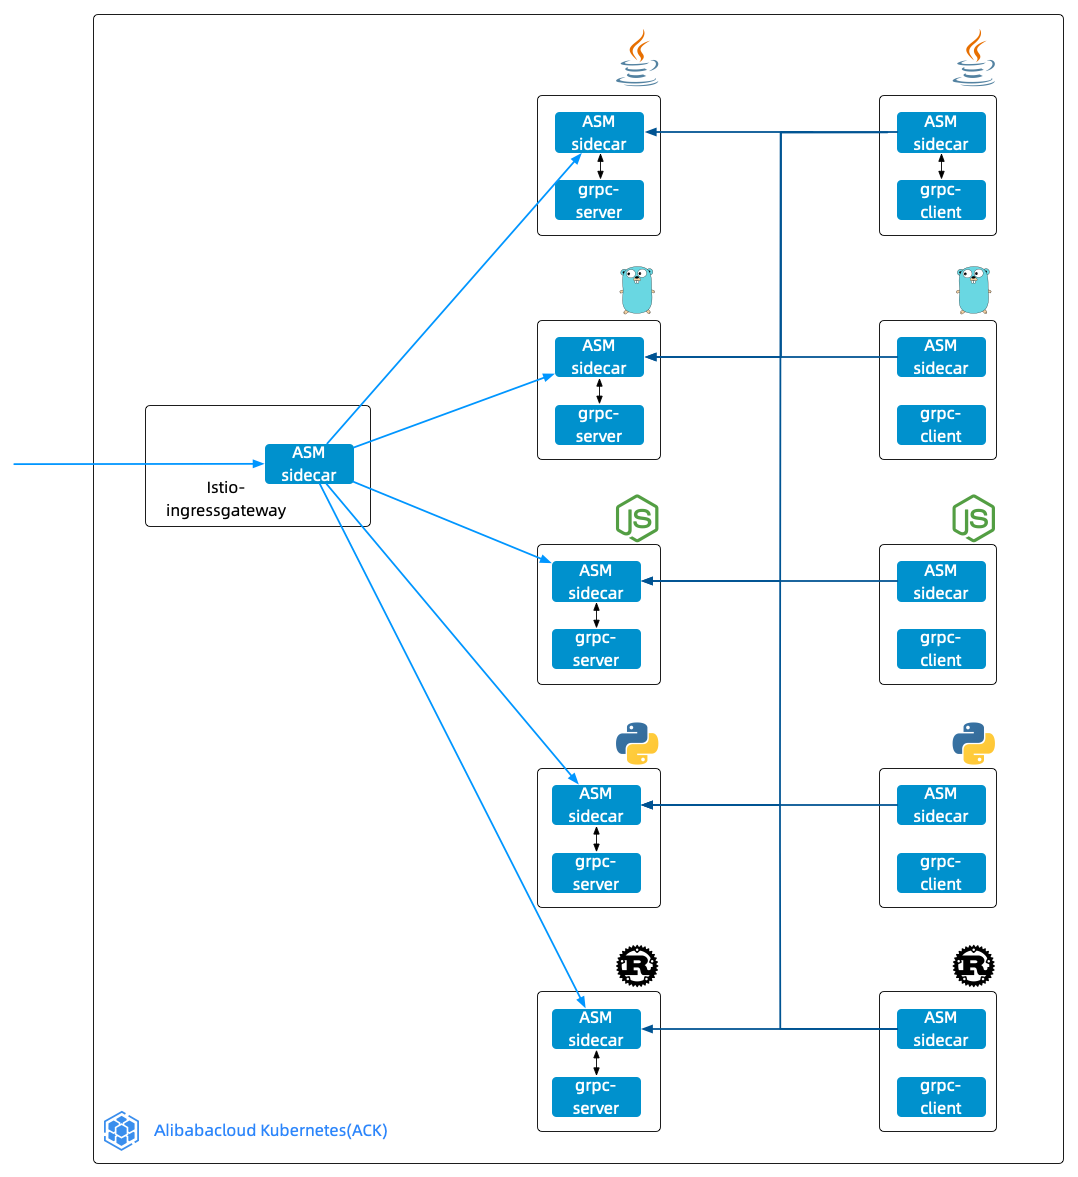 ASM
sidecar
grpc-
server
ASM
sidecar
grpc-
client
ASM
sidecar
grpc-
server
ASM
sidecar
grpc-
client
ASM
sidecar
Istio-
ingressgateway
JS
ASM
sidecar
grpc-
server
JS
ASM
sidecar
grpc-
client
ASM
sidecar
grpc-
server
ASM
sidecar
grpc-
client
R
ASM
sidecar
grpc-
server
R
ASM
sidecar
grpc-
client
Alibabacloud Kubernetes(ACK)